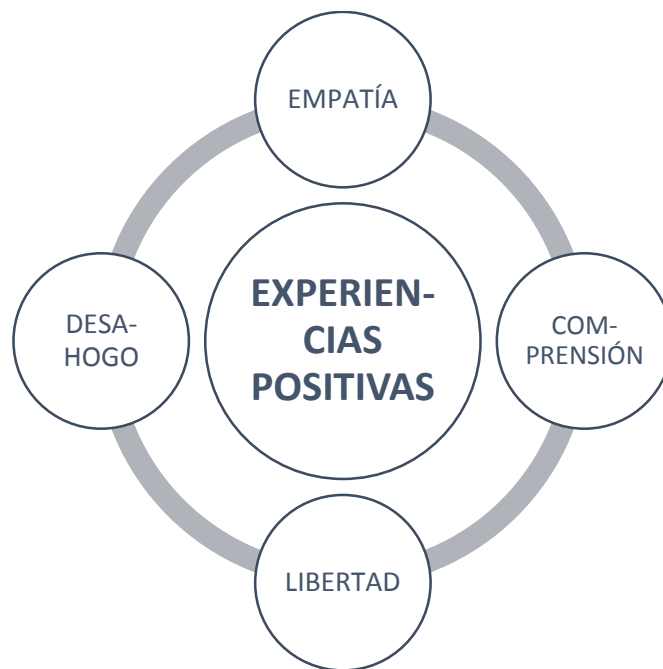 EMPATÍA
EXPERIEN-
CIAS
POSITIVAS
DESA-
HOGO
COM-
PRENSIÓN
LIBERTAD